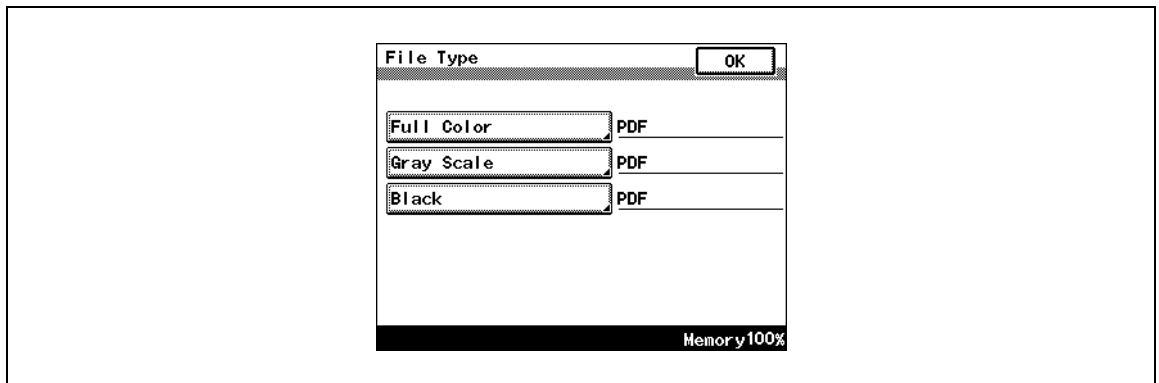 File Type
OK
Full Color PDF
Gray Scale PDF
Black PDF
Memory100%